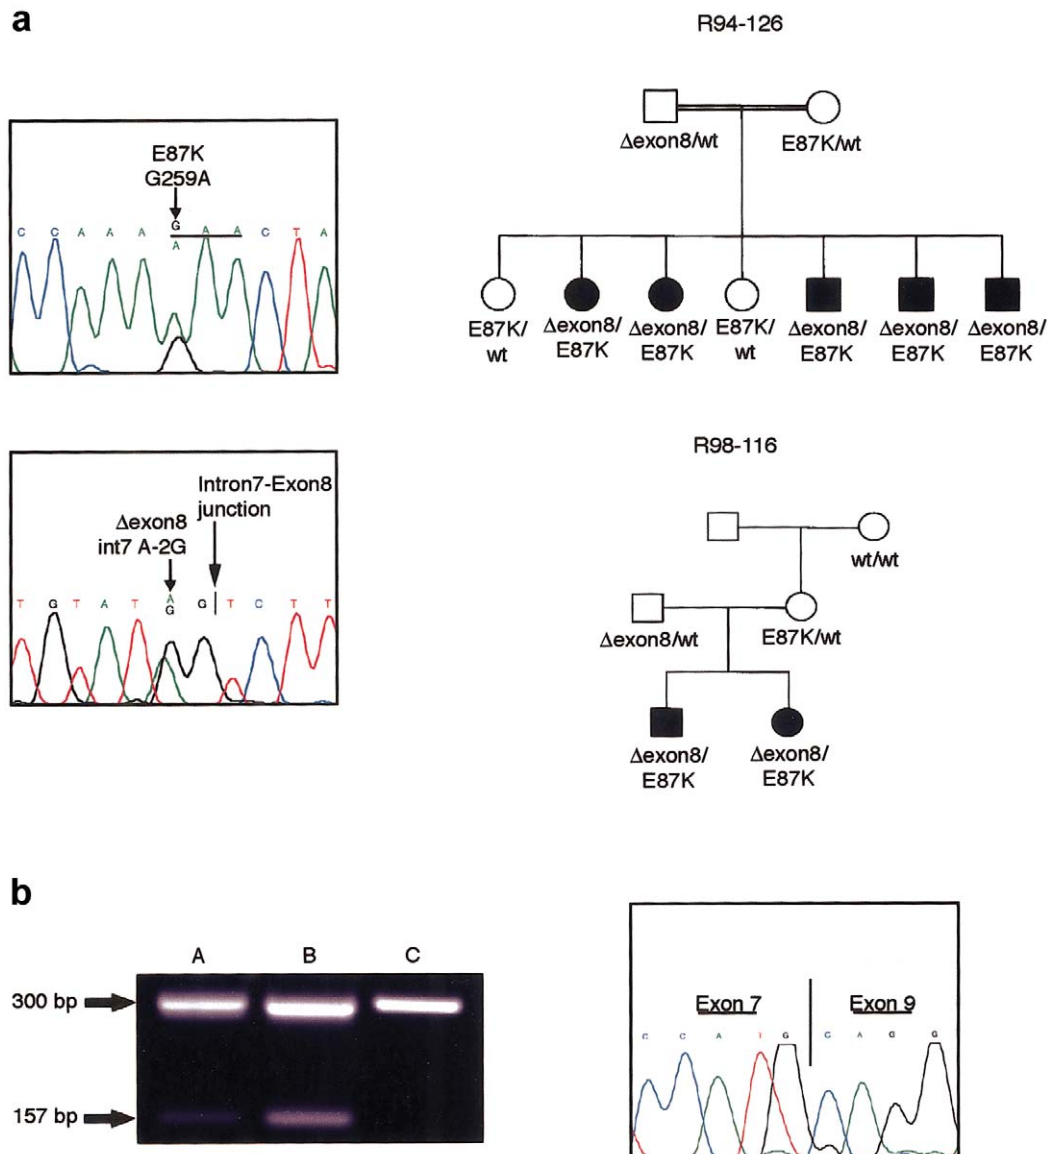 a
R94-126
Δexon8/wt
E87K/wt
E87K
G259A
C C A A A G A A C T A
A
E87K/ Δexon8/ Δexon8/ E87K/ Δexon8/ Δexon8/ Δexon8/
wt E87K E87K wt E87K E87K E87K
R98-116
Intron7-Exon8
junction
Δexon8
int7 A-2G
T G T A T A G T C T T
G
wt/wt
Δexon8/wt E87K/wt
Δexon8/ Δexon8/
E87K E87K
b
A B C
300 bp
157 bp
Exon 7 Exon 9
C C A T G C A G G